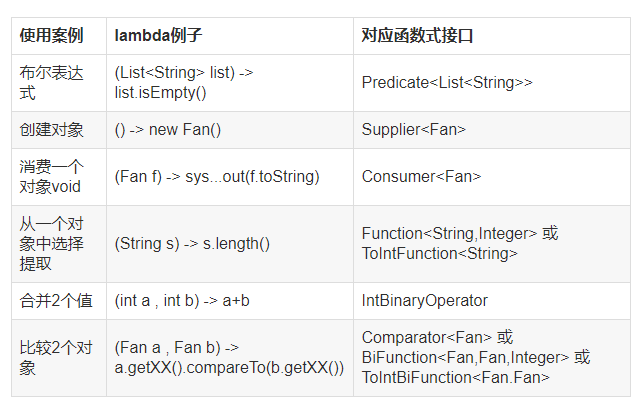 使用案例 lambda例子 对应函数式接口
布尔表达
式
(List<String> list) ->
list.isEmpty()
Predicate<List<String>>
创建对象 () -> new Fan() Supplier<Fan>
消费一个
对象void
(Fan f) -> sys...out(f.toString)
Consumer<Fan>
从一个对
象中选择
提取
(String s) -> s.length()
Function<String,Integer> 或
ToIntFunction<String>
合并2个值 (int a , int b) -> a+b IntBinaryOperator
比较2个对
象
(Fan a , Fan b) ->
a.getXX().compareTo(b.getXX())
Comparator<Fan> 或
BiFunction<Fan,Fan,Integer> 或
ToIntBiFunction<Fan.Fan>